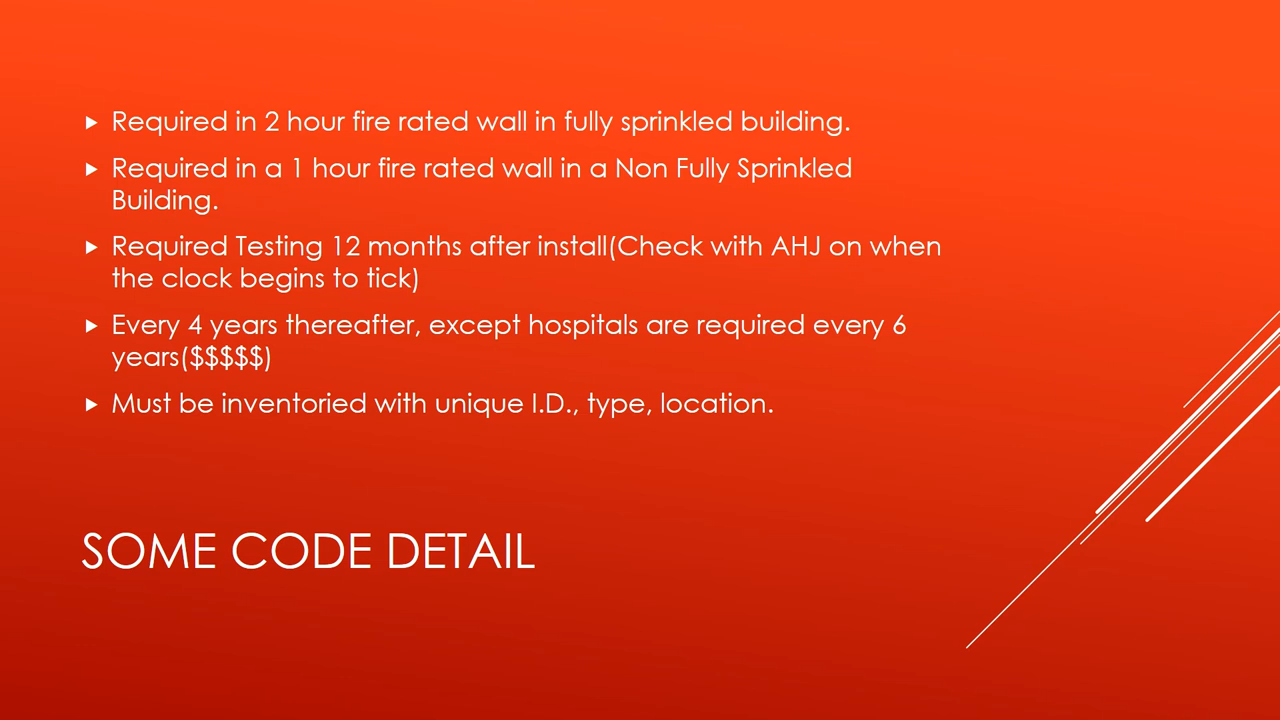 Required in 2 hour fire rated wall in fully sprinkled building.
Required in a 1 hour fire rated wall in a Non Fully Sprinkled
Building.
Required Testing 12 months after install(Check with AHJ on when
the clock begins to tick)
Every 4 years thereafter, except hospitals are required every 6
years($$$$$)
Must be inventoried with unique I.D., type, location.
SOME CODE DETAIL